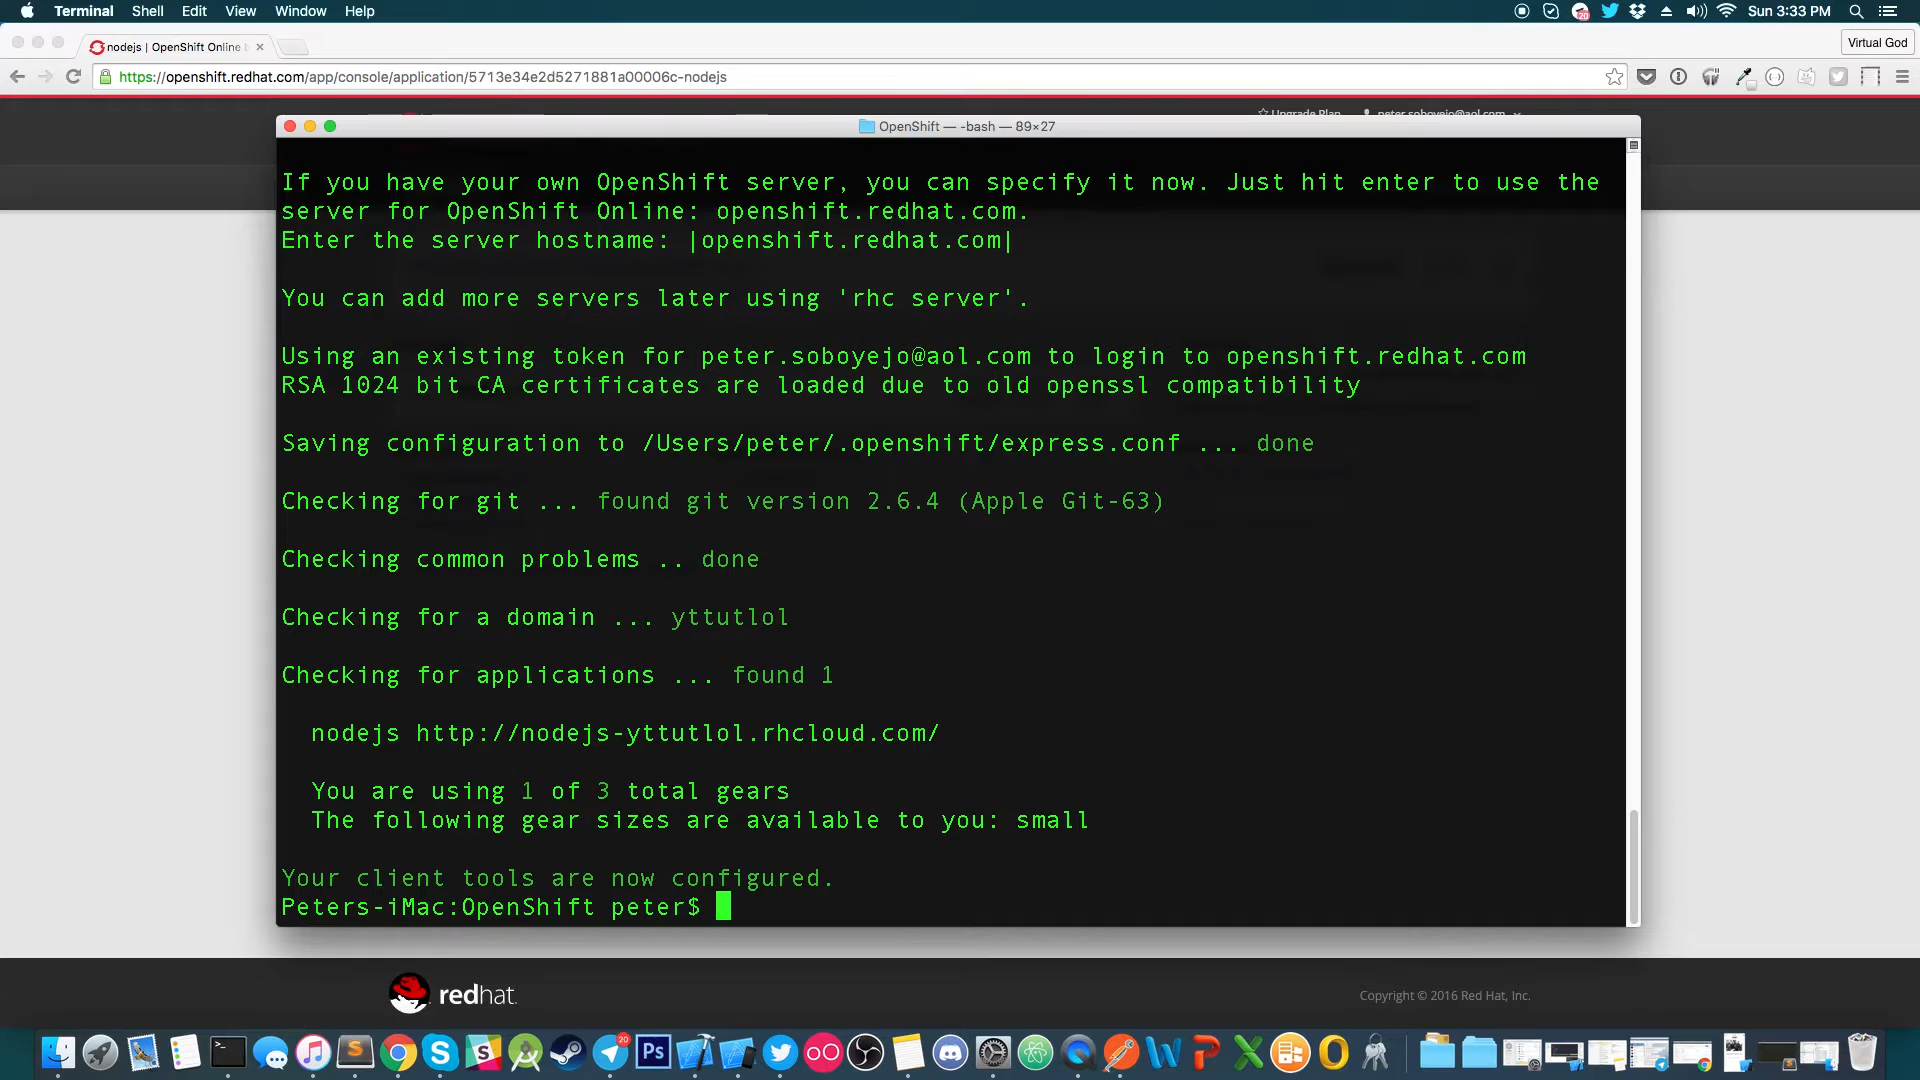 Terminal Shell Edit View Window Help
Sun 3:33 PM
nodejs | OpenShift Online
Virtual God
https://openshift.redhat.com/app/console/application/5713e34e2d5271881a00006c-nodejs
Upgrade Plan peter.soboyejo@aol.com
OpenShift — -bash — 89×27
If you have your own OpenShift server, you can specify it now. Just hit enter to use the
server for OpenShift Online: openshift.redhat.com.
Enter the server hostname: |openshift.redhat.com|
You can add more servers later using 'rhc server'.
Using an existing token for peter.soboyejo@aol.com to login to openshift.redhat.com
RSA 1024 bit CA certificates are loaded due to old openssl compatibility
Saving configuration to /Users/peter/.openshift/express.conf ... done
Checking for git ... found git version 2.6.4 (Apple Git-63)
Checking common problems .. done
Checking for a domain ... yttutlol
Checking for applications ... found 1
nodejs http://nodejs-yttutlol.rhcloud.com/
You are using 1 of 3 total gears
The following gear sizes are available to you: small
Your client tools are now configured.
Peters-iMac:OpenShift peter$
redhat.
Copyright © 2016 Red Hat, Inc.
20
Ps